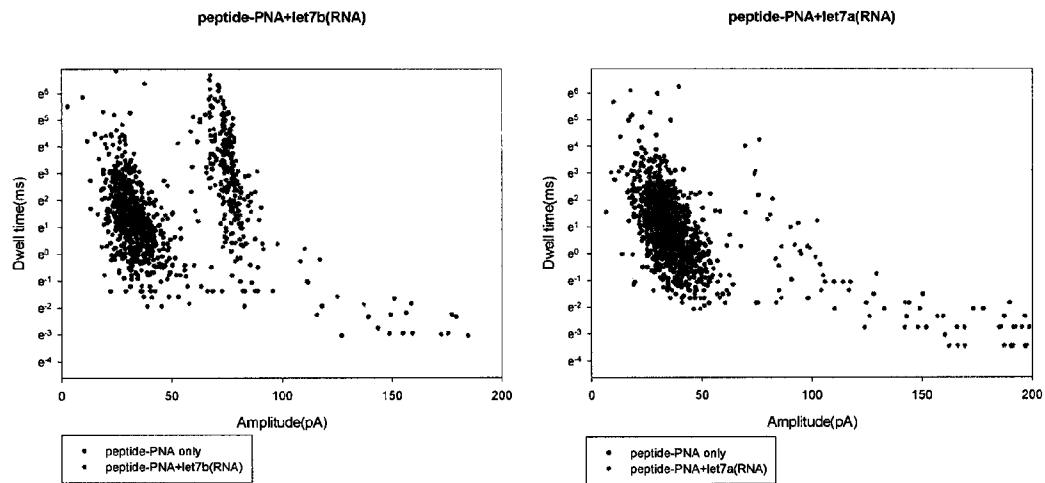 peptide-PNA+let7b(RNA)
Dwell time(ms)
e⁶
e⁵
e⁴
e³
e²
e¹
e⁰
e⁻¹
e⁻²
e⁻³
e⁻⁴
0 50 100 150 200
Amplitude(pA)
peptide-PNA only
peptide-PNA+let7b(RNA)
peptide-PNA+let7a(RNA)
Dwell time(ms)
e⁶
e⁵
e⁴
e³
e²
e¹
e⁰
e⁻¹
e⁻²
e⁻³
e⁻⁴
0 50 100 150 200
Amplitude(pA)
peptide-PNA only
peptide-PNA+let7a(RNA)